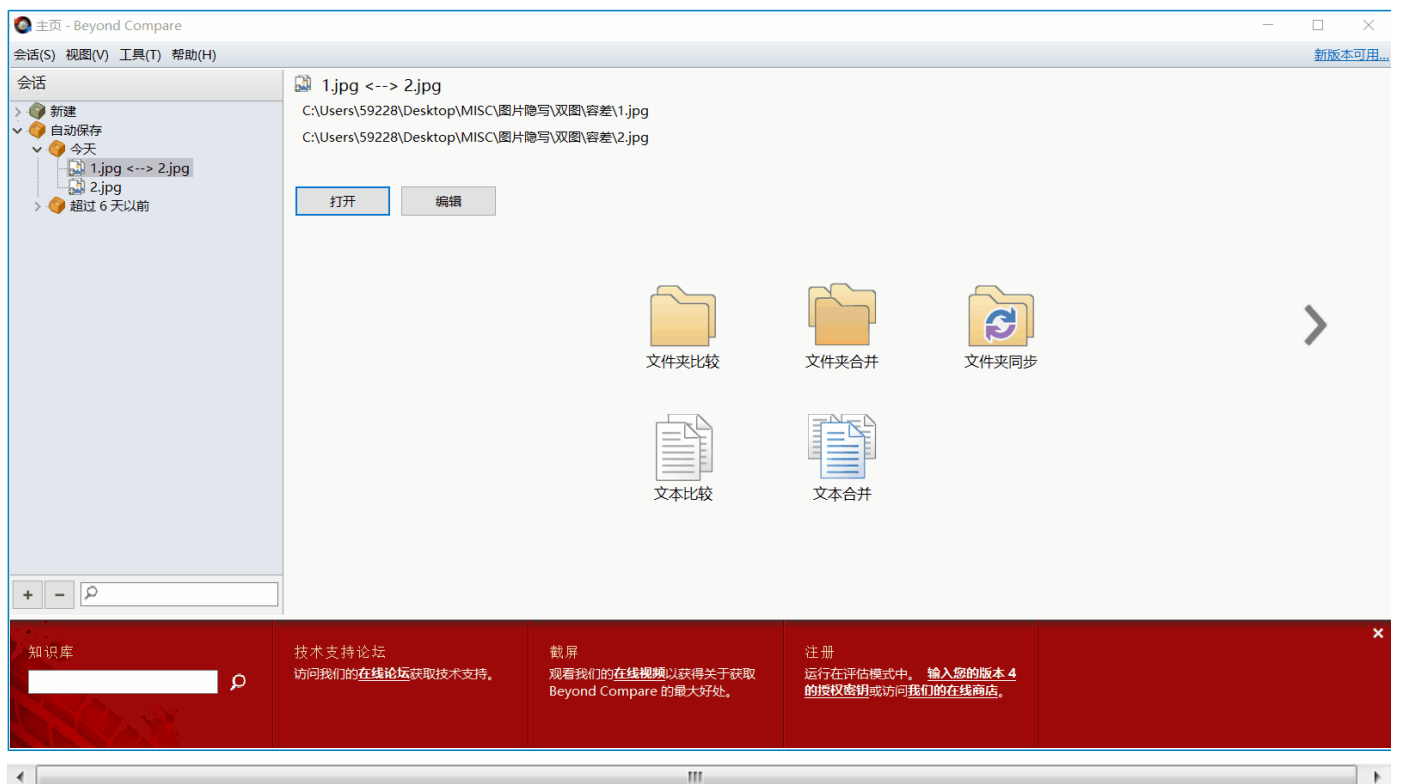 主页 - Beyond Compare
会话(S) 视图(V) 工具(T) 帮助(H)
新版本可用...
会话
新建
自动保存
今天
1.jpg <--> 2.jpg
2.jpg
超过 6 天以前
1.jpg <--> 2.jpg
C:\Users\59228\Desktop\MISC\图片隐写\双图\容差\1.jpg
C:\Users\59228\Desktop\MISC\图片隐写\双图\容差\2.jpg
打开
编辑
文件夹比较
文件夹合并
文件夹同步
文本比较
文本合并
知识库
技术支持论坛
访问我们的在线论坛获取技术支持。
截屏
观看我们的在线视频以获得关于获取
Beyond Compare 的最大好处。
注册
运行在评估模式中。 输入您的版本 4
的授权密钥或访问我们的在线商店。